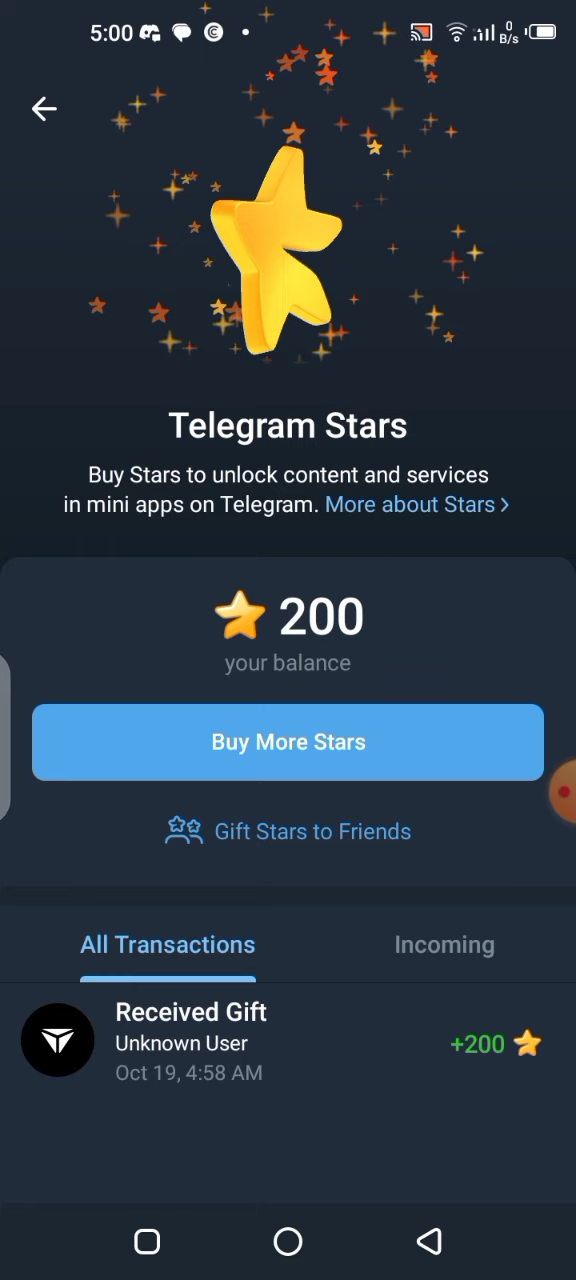 5:00
0
B/s
Telegram Stars
Buy Stars to unlock content and services
in mini apps on Telegram. More about Stars
200
your balance
Buy More Stars
Gift Stars to Friends
All Transactions
Incoming
Received Gift
Unknown User
+200
Oct 19, 4:58 AM